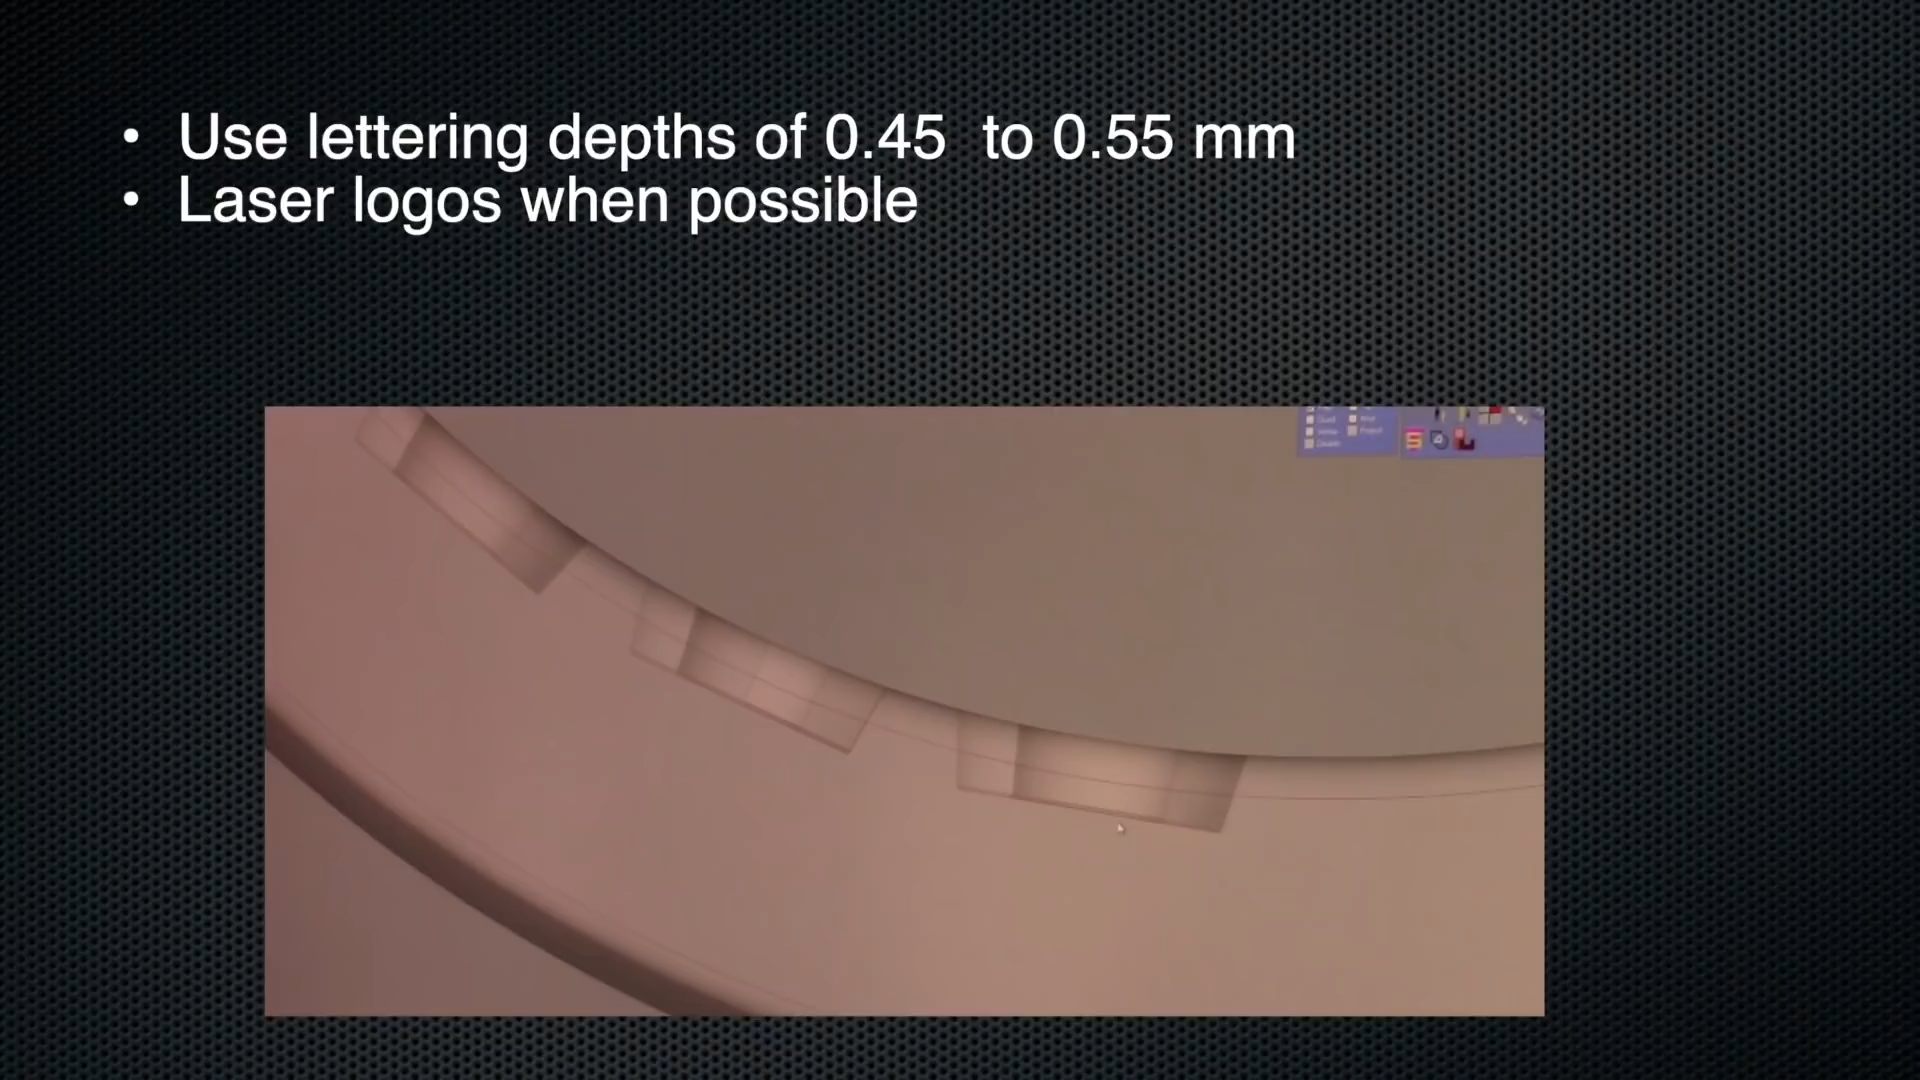 • Use lettering depths of 0.45  to 0.55 mm
• Laser logos when possible